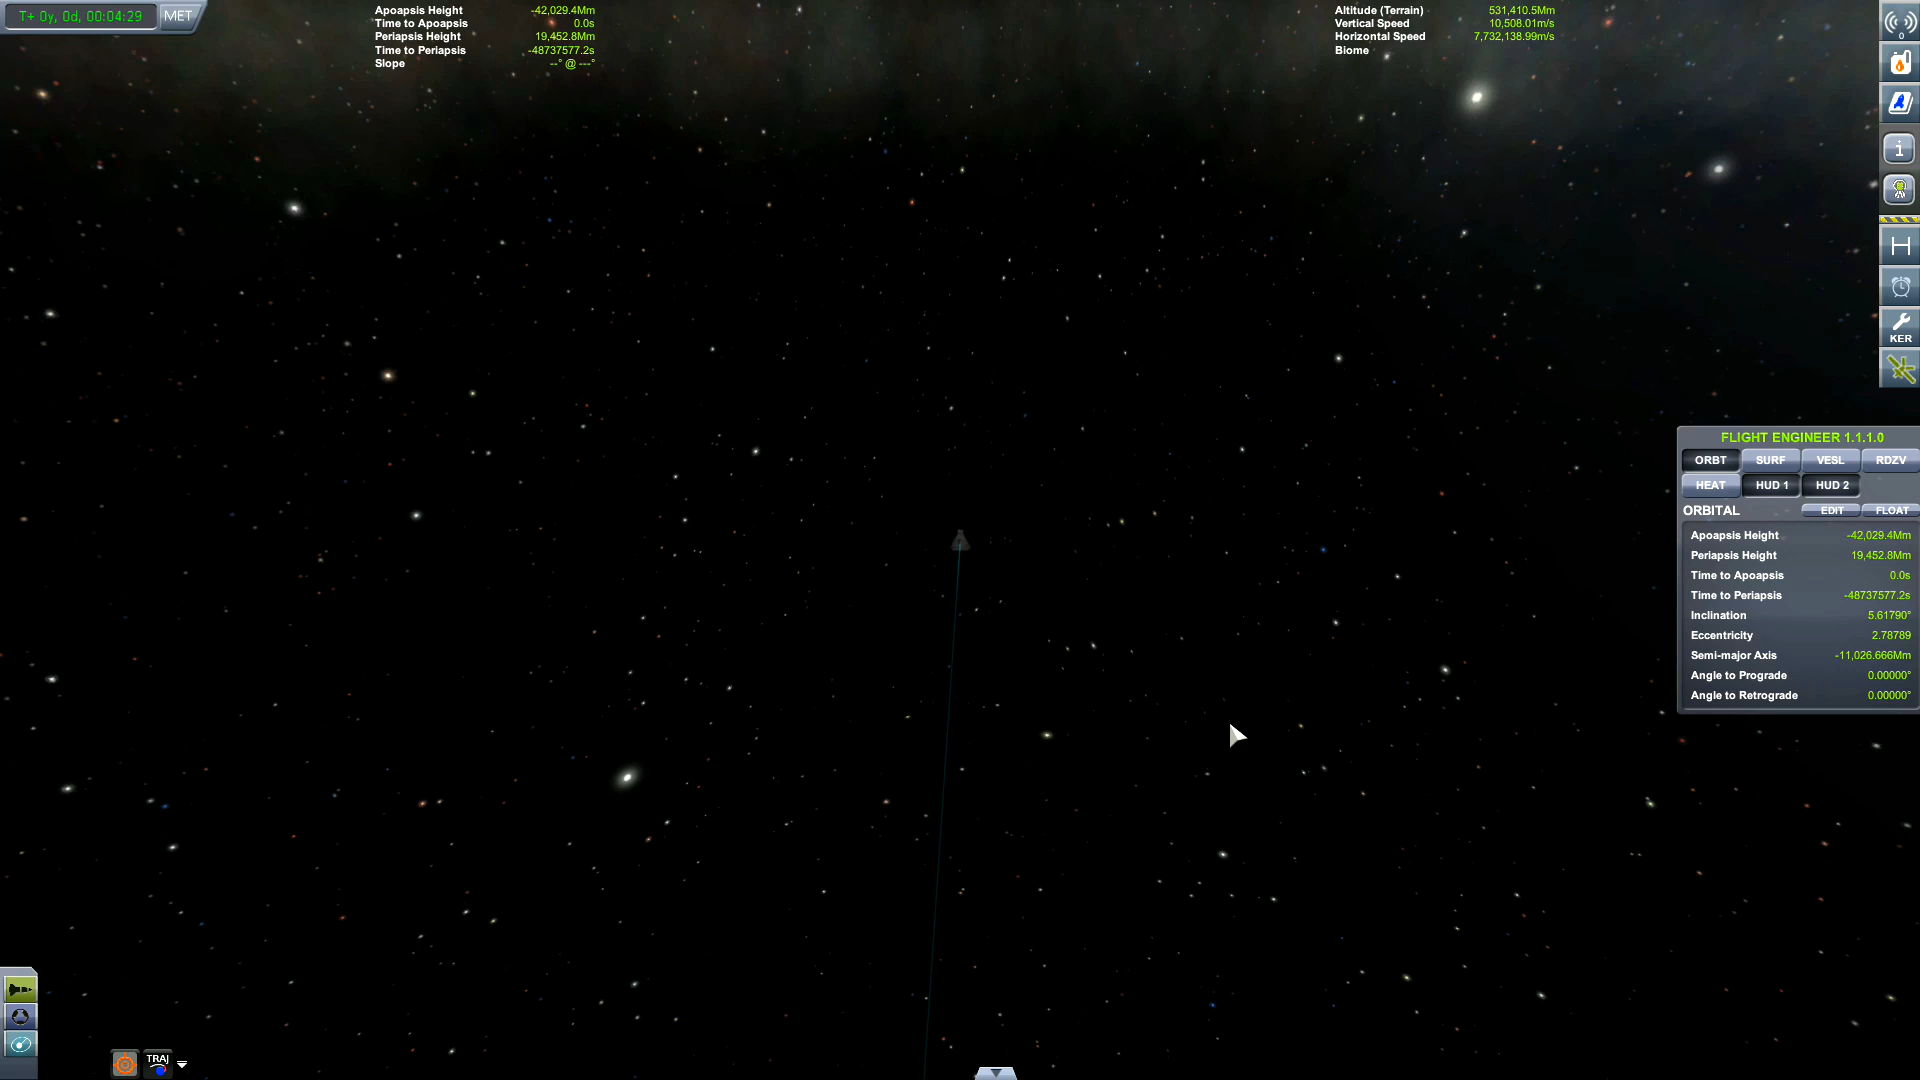 T+ 0y, 0d, 00:04:29 MET
Apoapsis Height -42,029.4Mm
Time to Apoapsis 0.0s
Periapsis Height 19,452.8Mm
Time to Periapsis -48737577.2s
Slope --° @ ---°
Altitude (Terrain) 531,410.5Mm
Vertical Speed 10,508.01m/s
Horizontal Speed 7,732,138.99m/s
Biome
0
KER
FLIGHT ENGINEER 1.1.1.0
ORBT SURF VESL RDZV
HEAT HUD 1 HUD 2
ORBITAL EDIT FLOAT
Apoapsis Height -42,029.4Mm
Periapsis Height 19,452.8Mm
Time to Apoapsis 0.0s
Time to Periapsis -48737577.2s
Inclination 5.61790°
Eccentricity 2.78789
Semi-major Axis -11,026.666Mm
Angle to Prograde 0.00000°
Angle to Retrograde 0.00000°
TRAJ